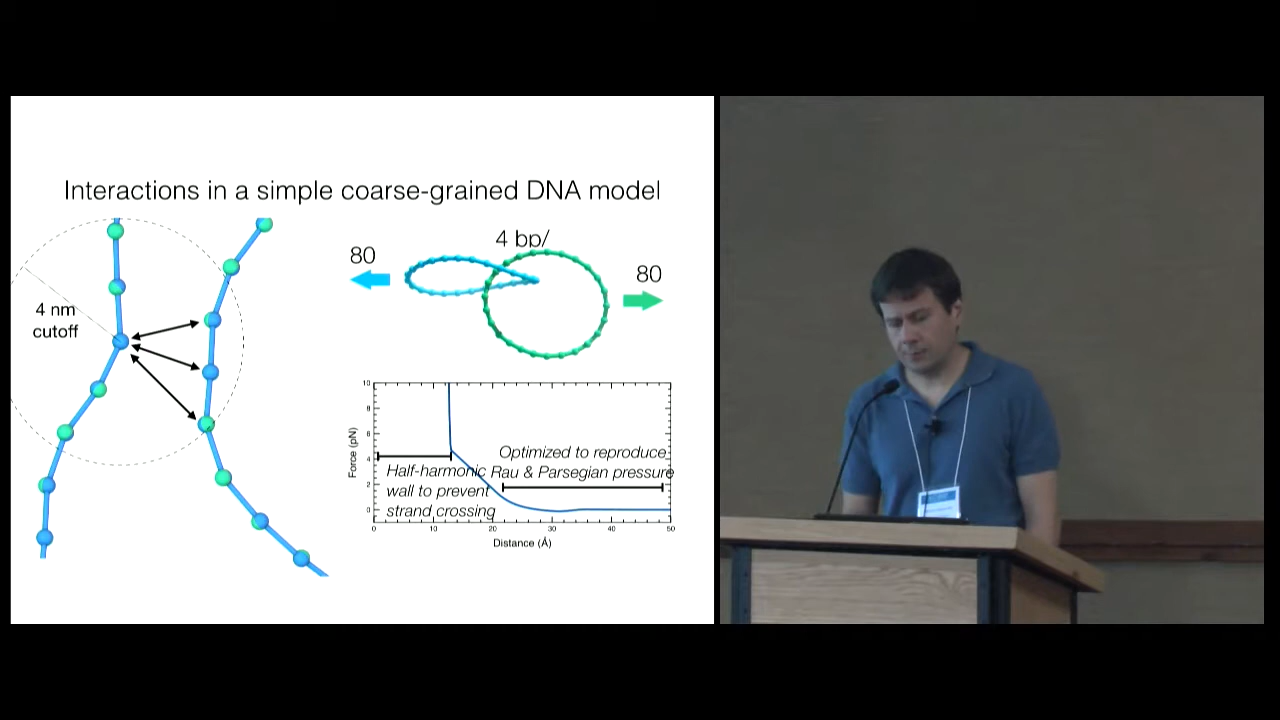 Interactions in a simple coarse-grained DNA model
4 nm
cutoff
80
4 bp/
80
10
8
6
4
2
0
Force (pN)
Half-harmonic
wall to prevent
strand crossing
Optimized to reproduce
Rau & Parsegian pressure
0
10
20
30
40
50
Distance (Å)